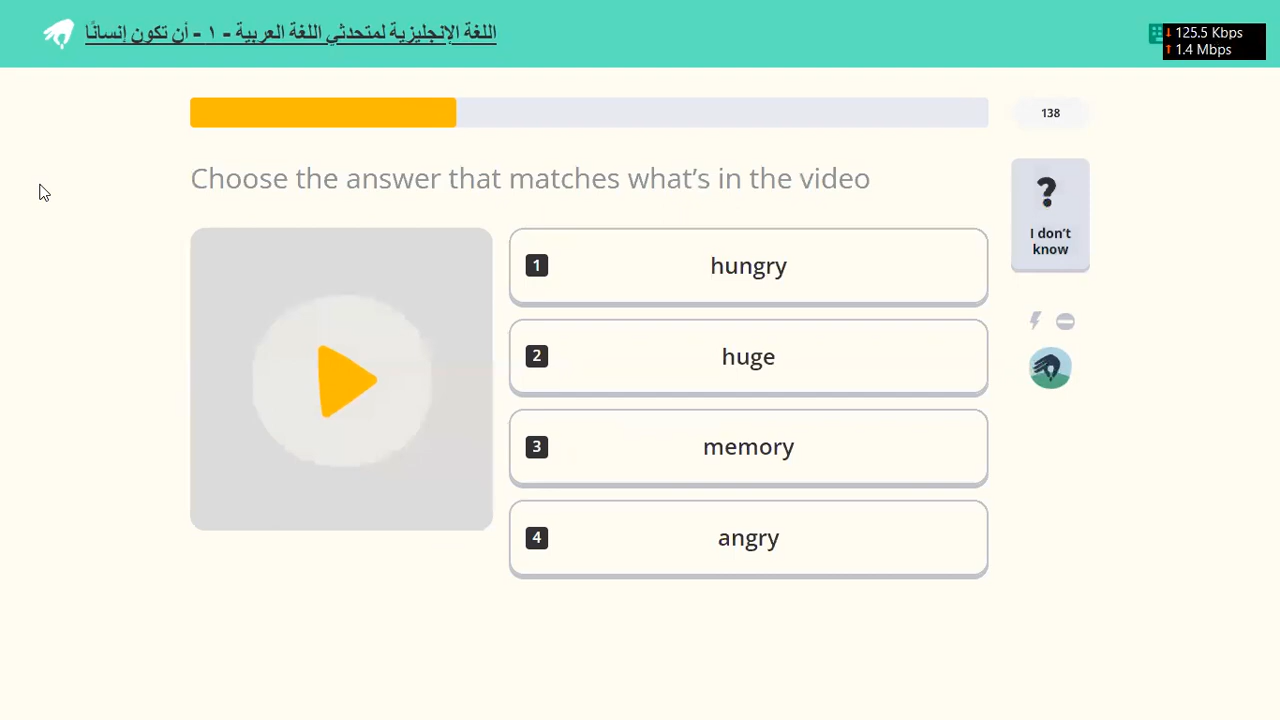 اللغة الإنجليزية لمتحدثي اللغة العربية - ١ - أن تكون إنسانًا
↓ 125.5 Kbps
↑ 1.4 Mbps
138
Choose the answer that matches what's in the video
?
I don't
know
1 hungry
2 huge
3 memory
4 angry